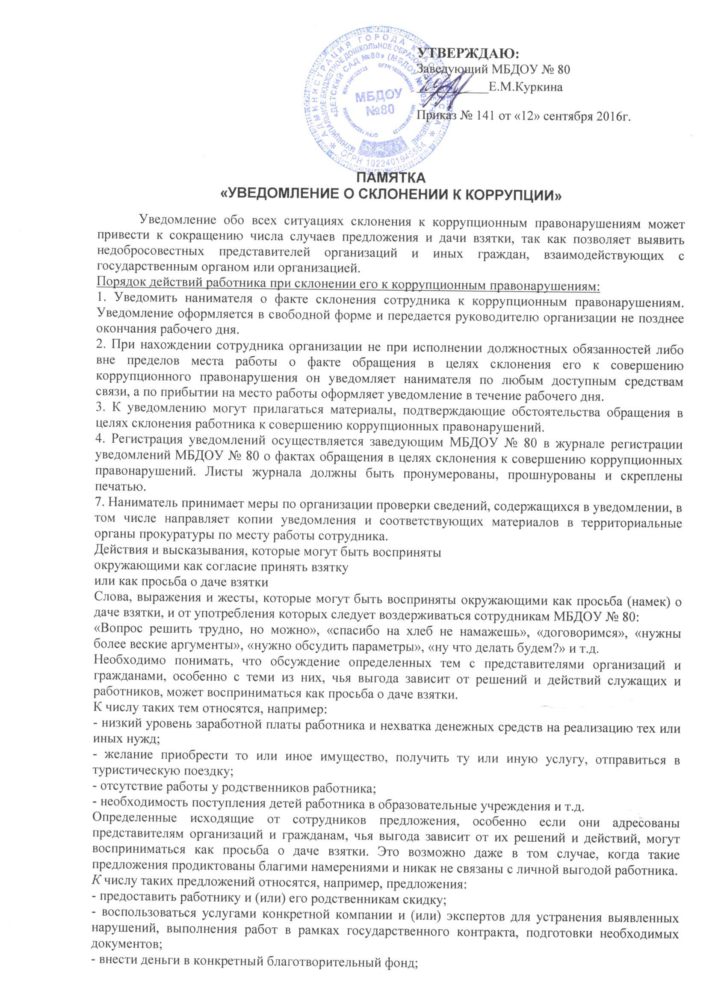 УТВЕРЖДАЮ:
Заведующий МБДОУ № 80
____________Е.М.Куркина
Приказ № 141 от «12» сентября 2016г.
АДМИНИСТРАЦИЯ ГОРОДА
«ДЕТСКИЙ САД №80» (МБДОУ №80)
МБДОУ
№80
ОГРН 1022401945554
ПАМЯТКА
«УВЕДОМЛЕНИЕ О СКЛОНЕНИИ К КОРРУПЦИИ»
Уведомление обо всех ситуациях склонения к коррупционным правонарушениям может
привести к сокращению числа случаев предложения и дачи взятки, так как позволяет выявить
недобросовестных представителей организаций и иных граждан, взаимодействующих с
государственным органом или организацией.
Порядок действий работника при склонении его к коррупционным правонарушениям:
1. Уведомить нанимателя о факте склонения сотрудника к коррупционным правонарушениям.
Уведомление оформляется в свободной форме и передается руководителю организации не позднее
окончания рабочего дня.
2. При нахождении сотрудника организации не при исполнении должностных обязанностей либо
вне пределов места работы о факте обращения в целях склонения его к совершению
коррупционного правонарушения он уведомляет нанимателя по любым доступным средствам
связи, а по прибытии на место работы оформляет уведомление в течение рабочего дня.
3. К уведомлению могут прилагаться материалы, подтверждающие обстоятельства обращения в
целях склонения работника к совершению коррупционных правонарушений.
4. Регистрация уведомлений осуществляется заведующим МБДОУ № 80 в журнале регистрации
уведомлений МБДОУ № 80 о фактах обращения в целях склонения к совершению коррупционных
правонарушений. Листы журнала должны быть пронумерованы, прошнурованы и скреплены
печатью.
7. Наниматель принимает меры по организации проверки сведений, содержащихся в уведомлении, в
том числе направляет копии уведомления и соответствующих материалов в территориальные
органы прокуратуры по месту работы сотрудника.
Действия и высказывания, которые могут быть восприняты
окружающими как согласие принять взятку
или как просьба о даче взятки
Слова, выражения и жесты, которые могут быть восприняты окружающими как просьба (намек) о
даче взятки, и от употребления которых следует воздерживаться сотрудникам МБДОУ № 80:
«Вопрос решить трудно, но можно», «спасибо на хлеб не намажешь», «договоримся», «нужны
более веские аргументы», «нужно обсудить параметры», «ну что делать будем?» и т.д.
Необходимо понимать, что обсуждение определенных тем с представителями организаций и
гражданами, особенно с теми из них, чья выгода зависит от решений и действий служащих и
работников, может восприниматься как просьба о даче взятки.
К числу таких тем относятся, например:
- низкий уровень заработной платы работника и нехватка денежных средств на реализацию тех или
иных нужд;
- желание приобрести то или иное имущество, получить ту или иную услугу, отправиться в
туристическую поездку;
- отсутствие работы у родственников работника;
- необходимость поступления детей работника в образовательные учреждения и т.д.
Определенные исходящие от сотрудников предложения, особенно если они адресованы
представителям организаций и гражданам, чья выгода зависит от их решений и действий, могут
восприниматься как просьба о даче взятки. Это возможно даже в том случае, когда такие
предложения продиктованы благими намерениями и никак не связаны с личной выгодой работника.
К числу таких предложений относятся, например, предложения:
- предоставить работнику и (или) его родственникам скидку;
- воспользоваться услугами конкретной компании и (или) экспертов для устранения выявленных
нарушений, выполнения работ в рамках государственного контракта, подготовки необходимых
документов;
- внести деньги в конкретный благотворительный фонд;